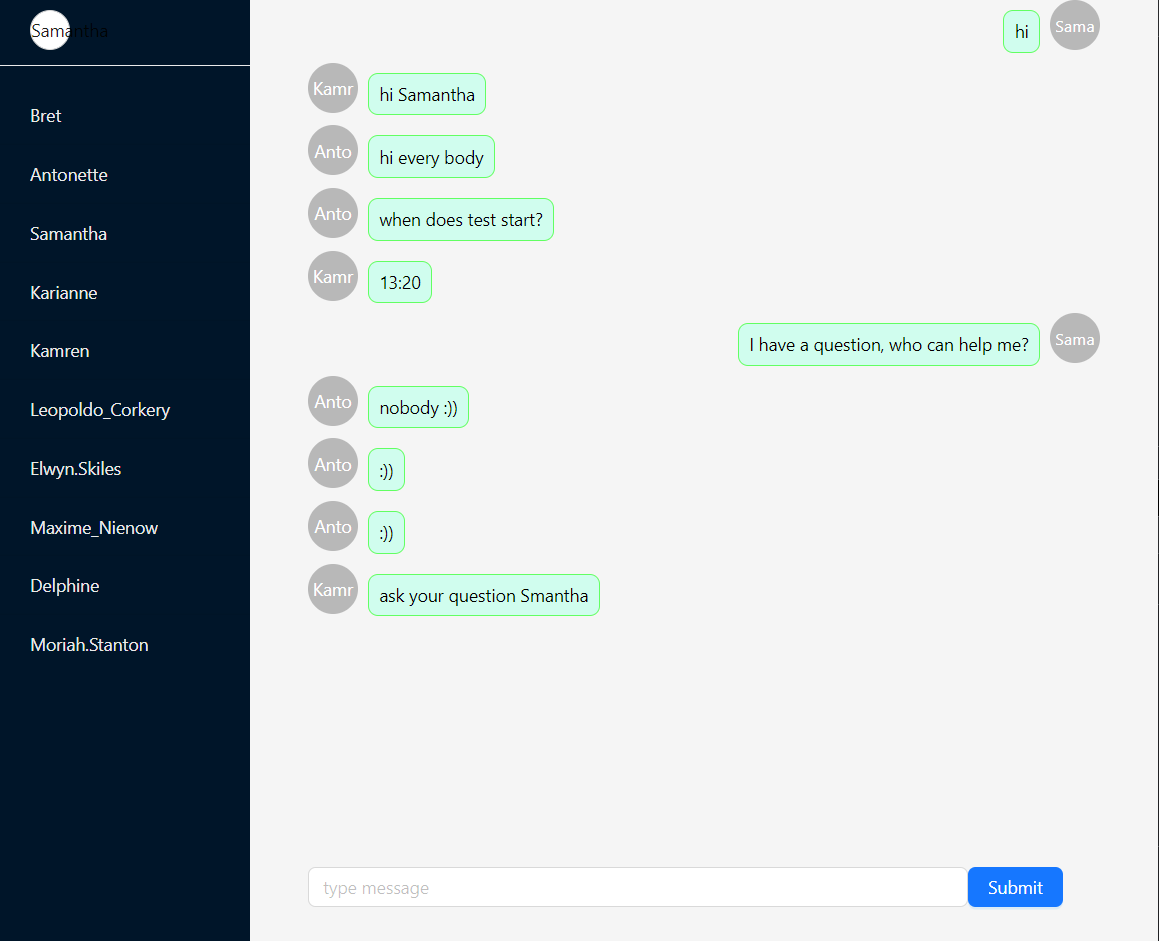 Samantha
Bret
Antonette
Samantha
Karianne
Kamren
Leopoldo_Corkery
Elwyn.Skiles
Maxime_Nienow
Delphine
Moriah.Stanton
hi
Sama
Kamr
hi Samantha
Anto
hi every body
Anto
when does test start?
Kamr
13:20
I have a question, who can help me?
Sama
Anto
nobody :))
Anto
:))
Anto
:))
Kamr
ask your question Smantha
type message
Submit